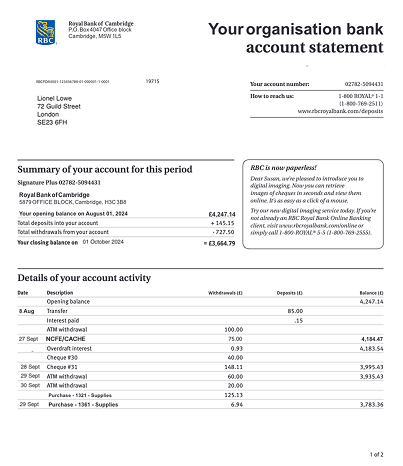 RBC
Royal Bank of Cambridge
P.O. Box 4047 Office block
Cambridge, MSW 1L5
Your organisation bank
account statement
19715
Your account number: 02782-5094431
How to reach us: 1-800 ROYAL® 1-1
(1-800-769-2511)
www.rbcroyalbank.com/deposits
Lionel Lowe
72 Guild Street
London
SE23 6FH
Summary of your account for this period
Signature Plus 02782-5094431
Royal Bank of Cambridge
5879 OFFICE BLOCK, Cambridge, H3C 3B8
Your opening balance on August 01, 2024 £4,247.14
Total deposits into your account + 145.15
Total withdrawals from your account - 727.50
Your closing balance on 01 October 2024 = £3,664.79
RBC is now paperless!
Dear Susan, we're pleased to introduce you to
digital imaging. Now you can retrieve
images of cheques in seconds and view them
online. It's as easy as a click of a mouse.
Try our new digital imaging service today. If you're
not already an RBC Royal Bank Online Banking
client, visit www.rbcroyalbank.com/online or
simply call 1-800-ROYAL® 5-5 (1-800-769-2555).
Details of your account activity
Date Description Withdrawals (£) Deposits (£) Balance (£)
Opening balance 4,247.14
8 Aug Transfer 85.00
Interest paid .15
ATM withdrawal 100.00
27 Sept NCFE/CACHE 75.00 4,184.47
Overdraft interest 0.93 4,183.54
Cheque #30 40.00
28 Sept Cheque #31 148.11 3,995.43
29 Sept ATM withdrawal 60.00 3,935.43
30 Sept ATM withdrawal 20.00
Purchase - 1321 - Supplies 125.13
29 Sept Purchase - 1361 - Supplies 6.94 3,783.36
1 of 2